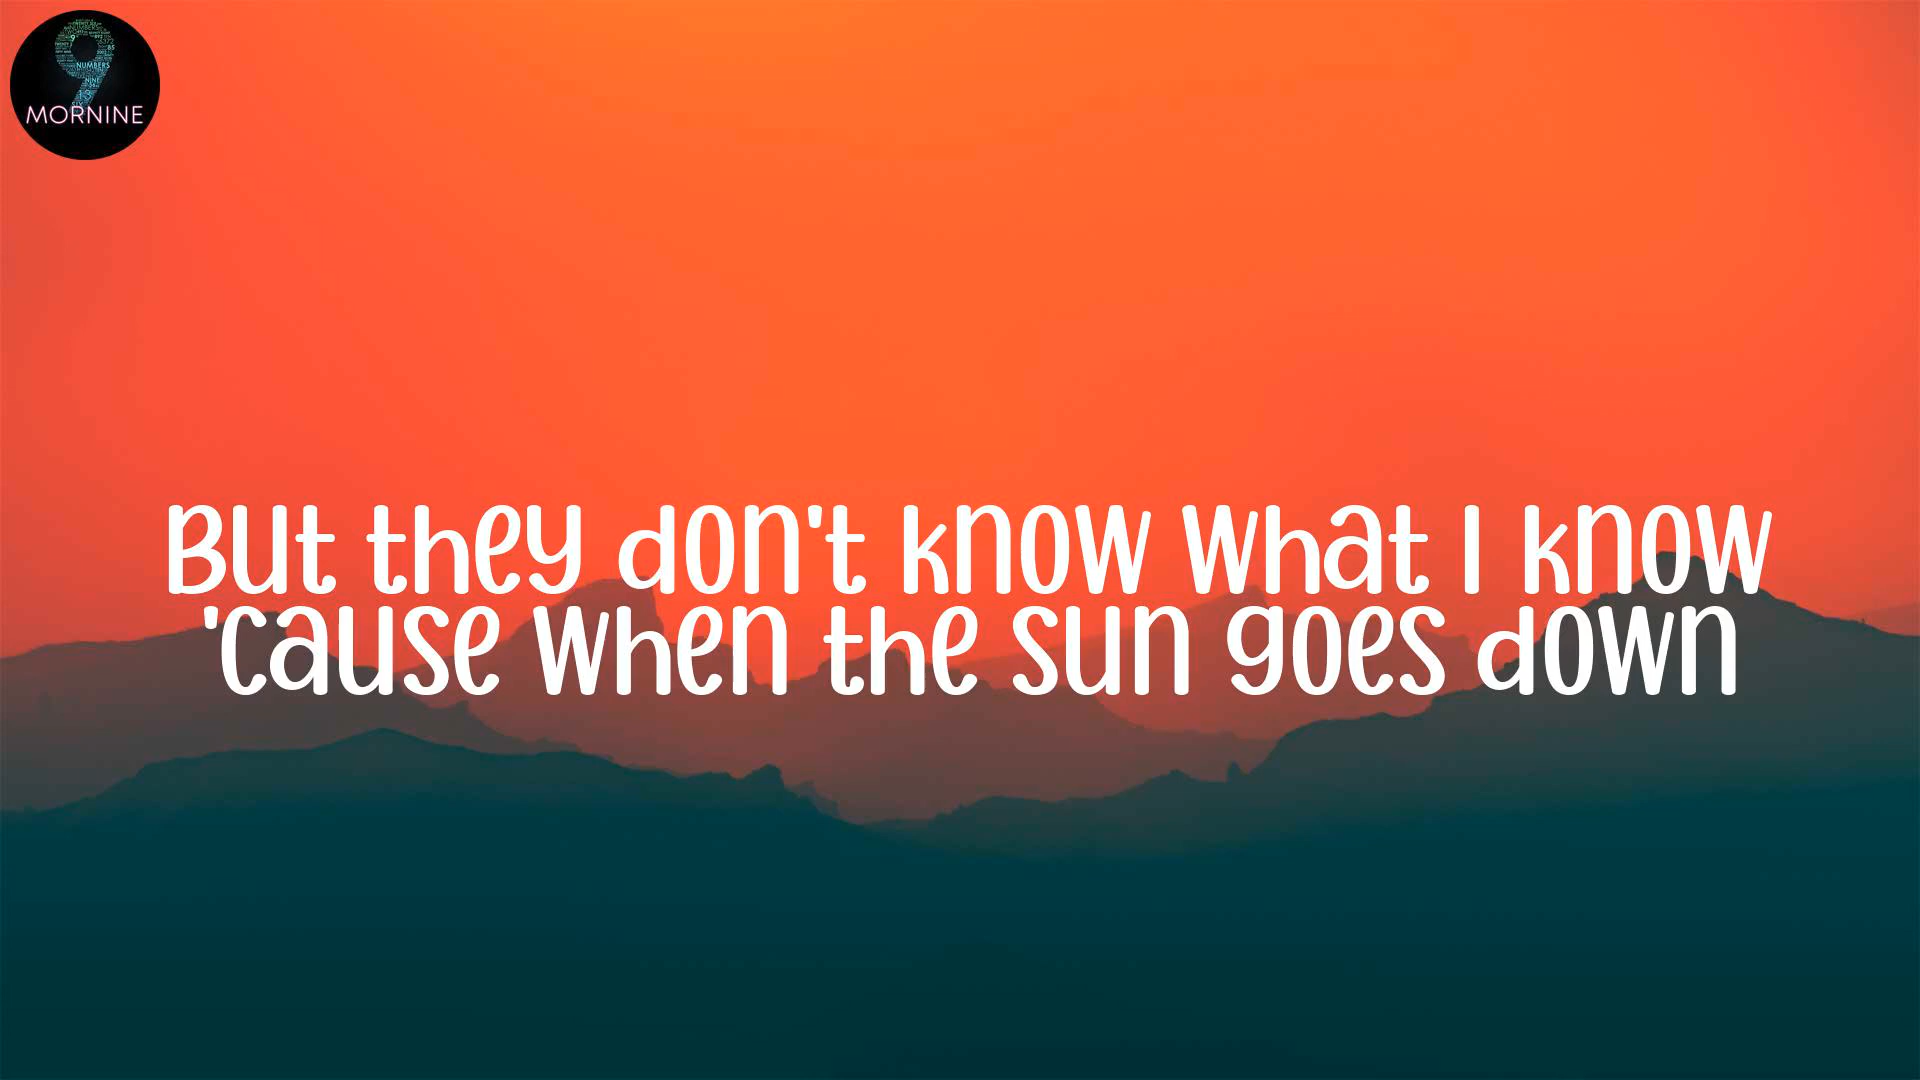 MORNINE
But they don't know what I know
'cause when the sun goes down